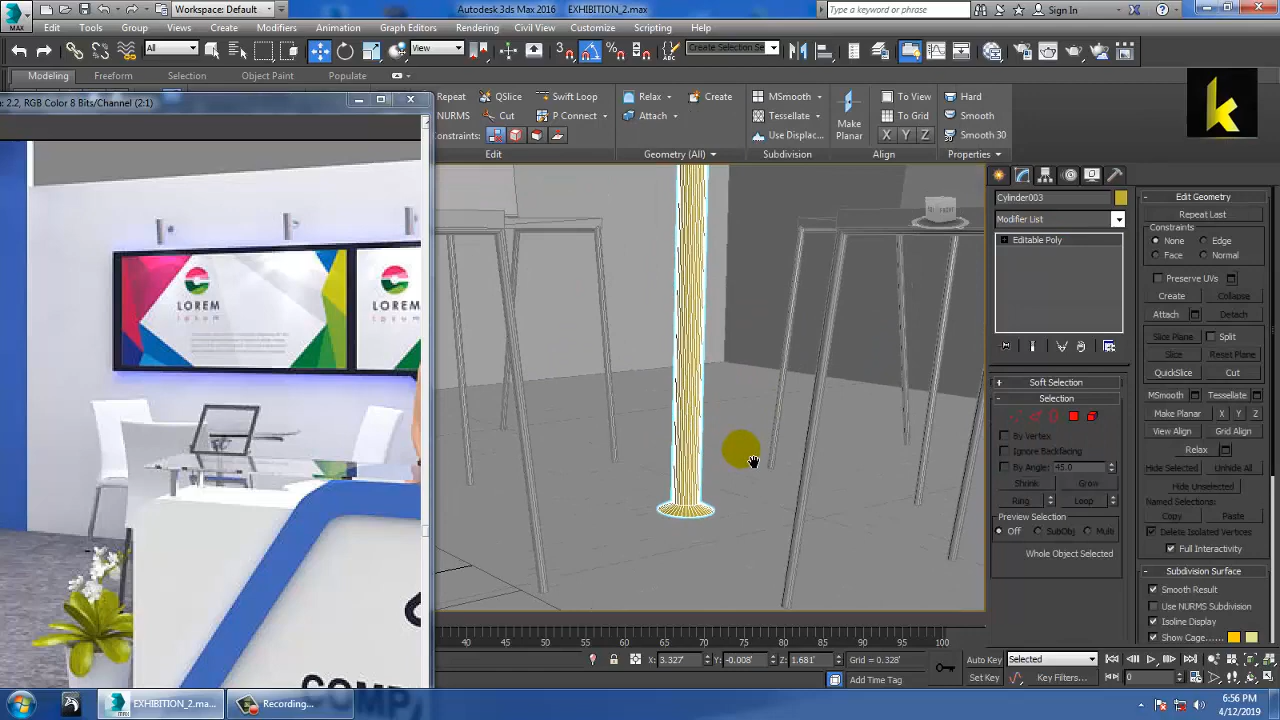 MAX
Workspace: Default
Autodesk 3ds Max 2016 EXHIBITION_2.max
Type a keyword or phrase
Sign In
Edit Tools Group Views Create Modifiers Animation Graph Editors Rendering Civil View Customize Scripting Help
All
View
Create Selection Se
Modeling Freeform Selection Object Paint Populate
2.2, RGB Color 8 Bits/Channel (2:1)
Repeat QSlice Swift Loop Relax Create MSmooth To View Hard
NURMS Cut P Connect Attach Tessellate Make Planar To Grid Smooth
Constraints: Use Displac... X Y Z Smooth 30
Edit Geometry (All) Subdivision Align Properties
k
LOREM
LOREM
COMP
Cylinder003
Modifier List
Editable Poly
Soft Selection
Selection
By Vertex
Ignore Backfacing
By Angle: 45.0
Shrink Grow
Ring Loop
Preview Selection
Off SubObj Multi
Whole Object Selected
Edit Geometry
Repeat Last
Constraints
None Edge
Face Normal
Preserve UVs
Create Collapse
Attach Detach
Slice Plane Split
Slice Reset Plane
QuickSlice Cut
MSmooth Tessellate
Make Planar X Y Z
View Align Grid Align
Relax
Hide Selected Unhide All
Hide Unselected
Named Selections:
Copy Paste
Delete Isolated Vertices
Full Interactivity
Subdivision Surface
Smooth Result
Use NURMS Subdivision
Isoline Display
Show Cage......
40 45 50 55 60 65 70 75 80 85 90 95 100
X: 3.327' Y: -0.008' Z: 1.681' Grid = 0.328' Auto Key Selected
Add Time Tag Set Key Key Filters... 0
EXHIBITION_2.ma... Recording...
6:56 PM
4/12/2019